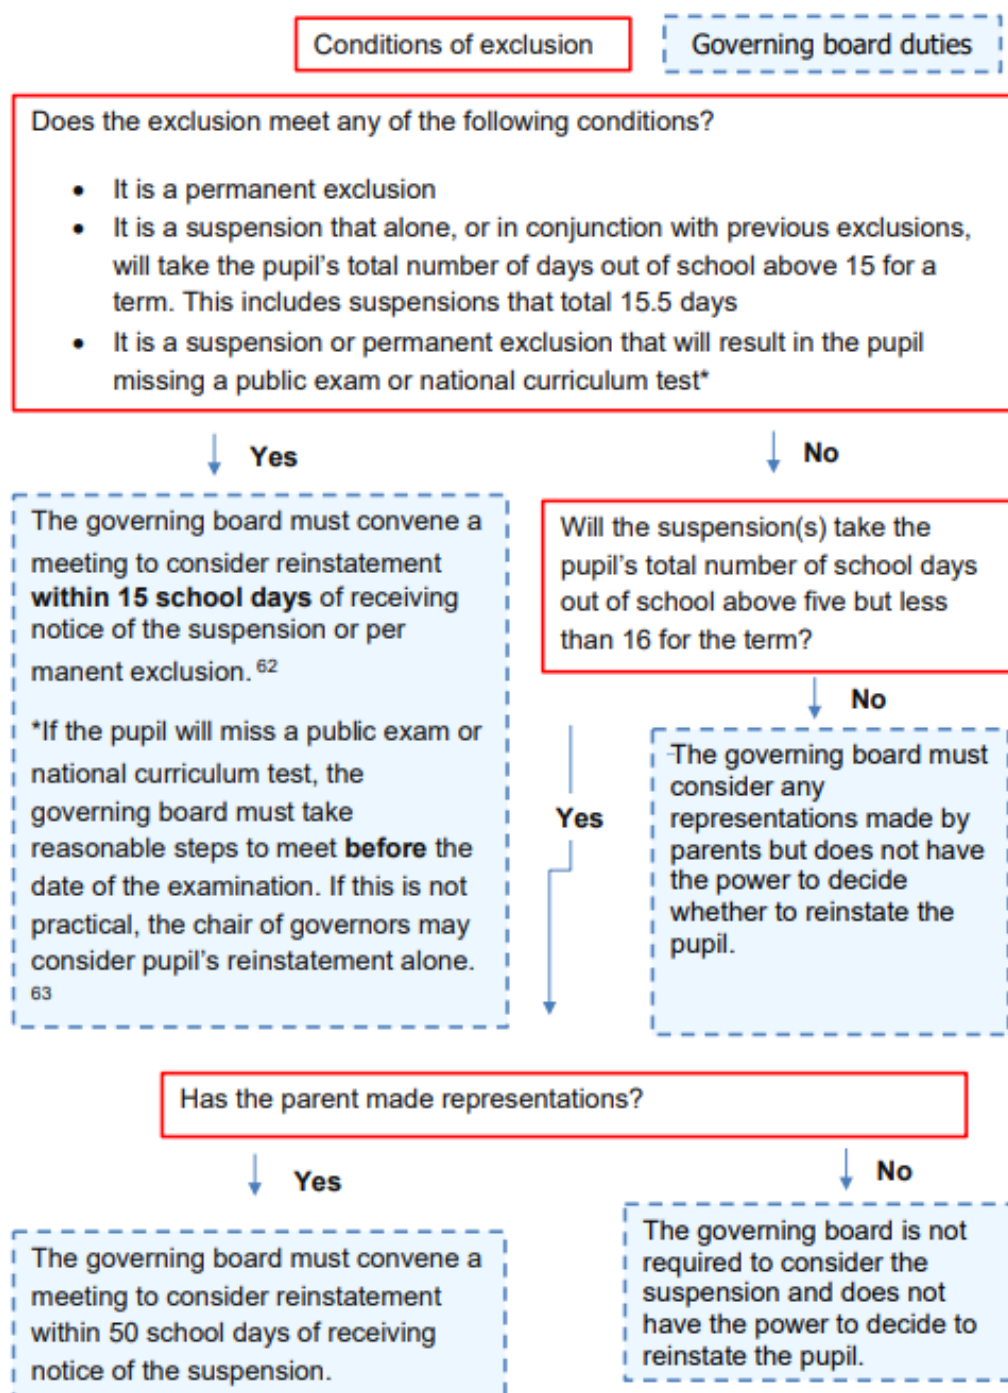 Conditions of exclusion
Governing board duties
Does the exclusion meet any of the following conditions?
• It is a permanent exclusion
• It is a suspension that alone, or in conjunction with previous exclusions,
will take the pupil's total number of days out of school above 15 for a
term. This includes suspensions that total 15.5 days
• It is a suspension or permanent exclusion that will result in the pupil
missing a public exam or national curriculum test*
Yes
No
The governing board must convene a
meeting to consider reinstatement
within 15 school days of receiving
notice of the suspension or per
manent exclusion. 62
*If the pupil will miss a public exam or
national curriculum test, the
governing board must take
reasonable steps to meet before the
date of the examination. If this is not
practical, the chair of governors may
consider pupil's reinstatement alone.
63
Will the suspension(s) take the
pupil's total number of school days
out of school above five but less
than 16 for the term?
No
Yes
The governing board must
consider any
representations made by
parents but does not have
the power to decide
whether to reinstate the
pupil.
Has the parent made representations?
Yes
No
The governing board must convene a
meeting to consider reinstatement
within 50 school days of receiving
notice of the suspension.
The governing board is not
required to consider the
suspension and does not
have the power to decide to
reinstate the pupil.